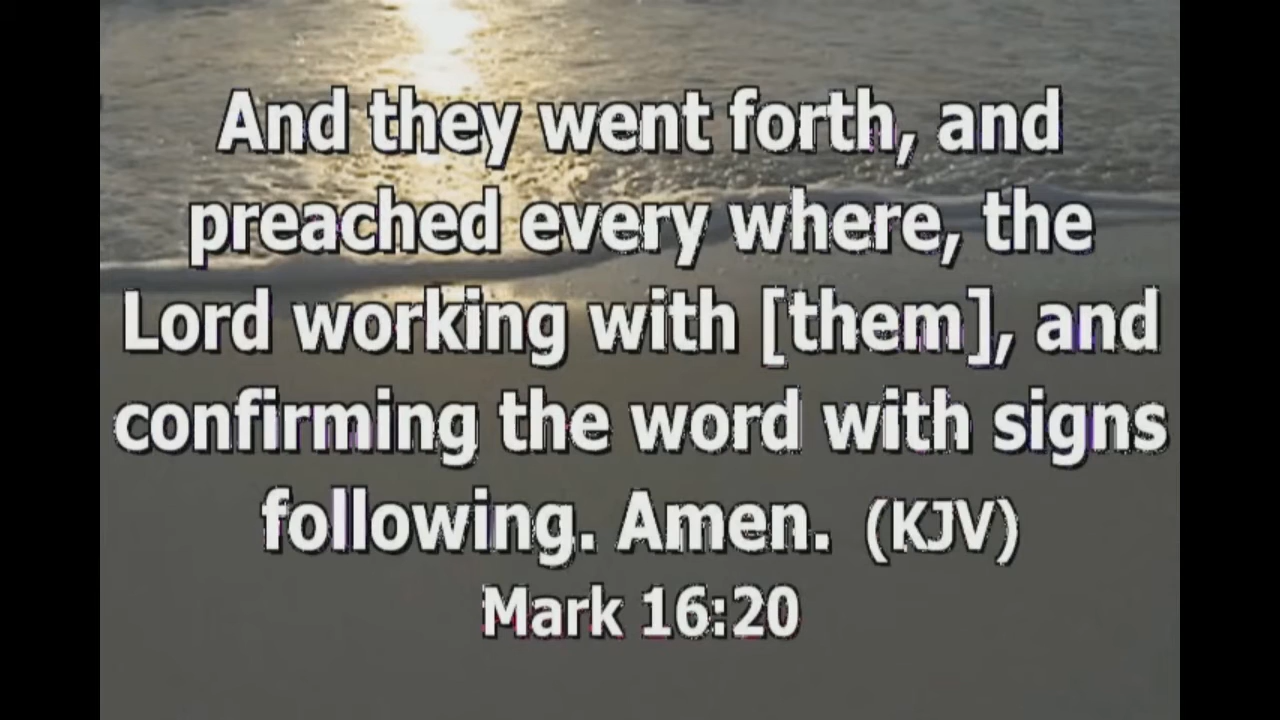 And they went forth, and
preached every where, the
Lord working with [them], and
confirming the word with signs
following. Amen. (KJV)
Mark 16:20